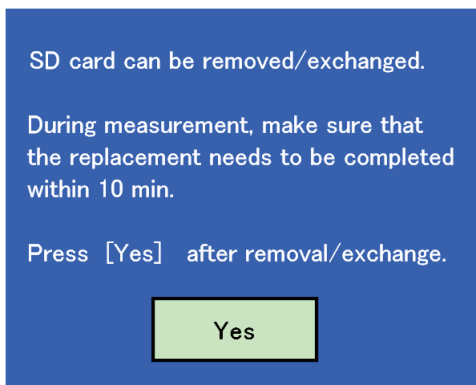 SD card can be removed/exchanged.
During measurement, make sure that
the replacement needs to be completed
within 10 min.
Press [Yes] after removal/exchange.
Yes